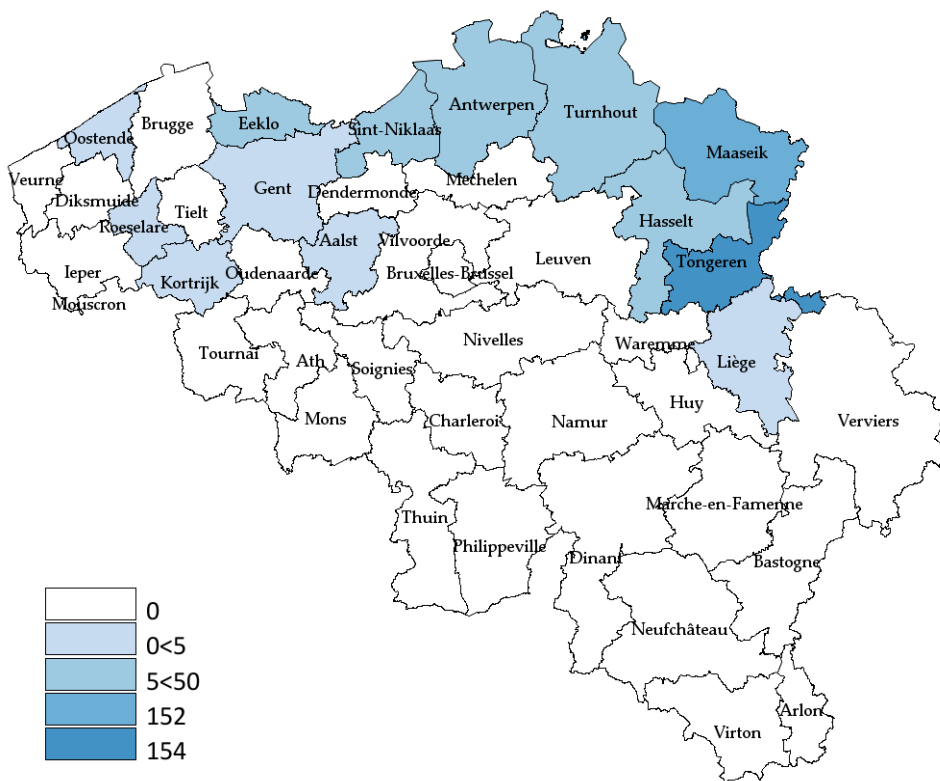 Antwerpen
Turnhout
Brugge
Eeklo
Sint-Niklaas
Oostende
Maaseik
Veurne
Gent
Dendermonde
Mechelen
Diksmuide
Tielt
Hasselt
Roeselare
Aalst
Vilvoorde
Leuven
Tongeren
Ieper
Kortrijk
Oudenaarde
Bruxelles-Brussel
Mouscron
Nivelles
Waremme
Tournai
Ath
Soignies
Liège
Huy
Mons
Charleroi
Namur
Verviers
Marche-en-Famenne
Thuin
Philippeville
Dinant
Bastogne
Neufchâteau
Arlon
Virton
0
0<5
5<50
152
154